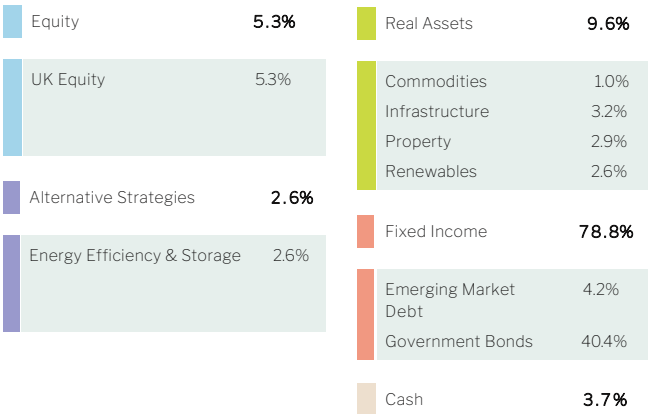 Equity 5.3%
UK Equity 5.3%
Alternative Strategies 2.6%
Energy Efficiency & Storage 2.6%
Real Assets 9.6%
Commodities 1.0%
Infrastructure 3.2%
Property 2.9%
Renewables 2.6%
Fixed Income 78.8%
Emerging Market 4.2%
Debt
Government Bonds 40.4%
Cash 3.7%